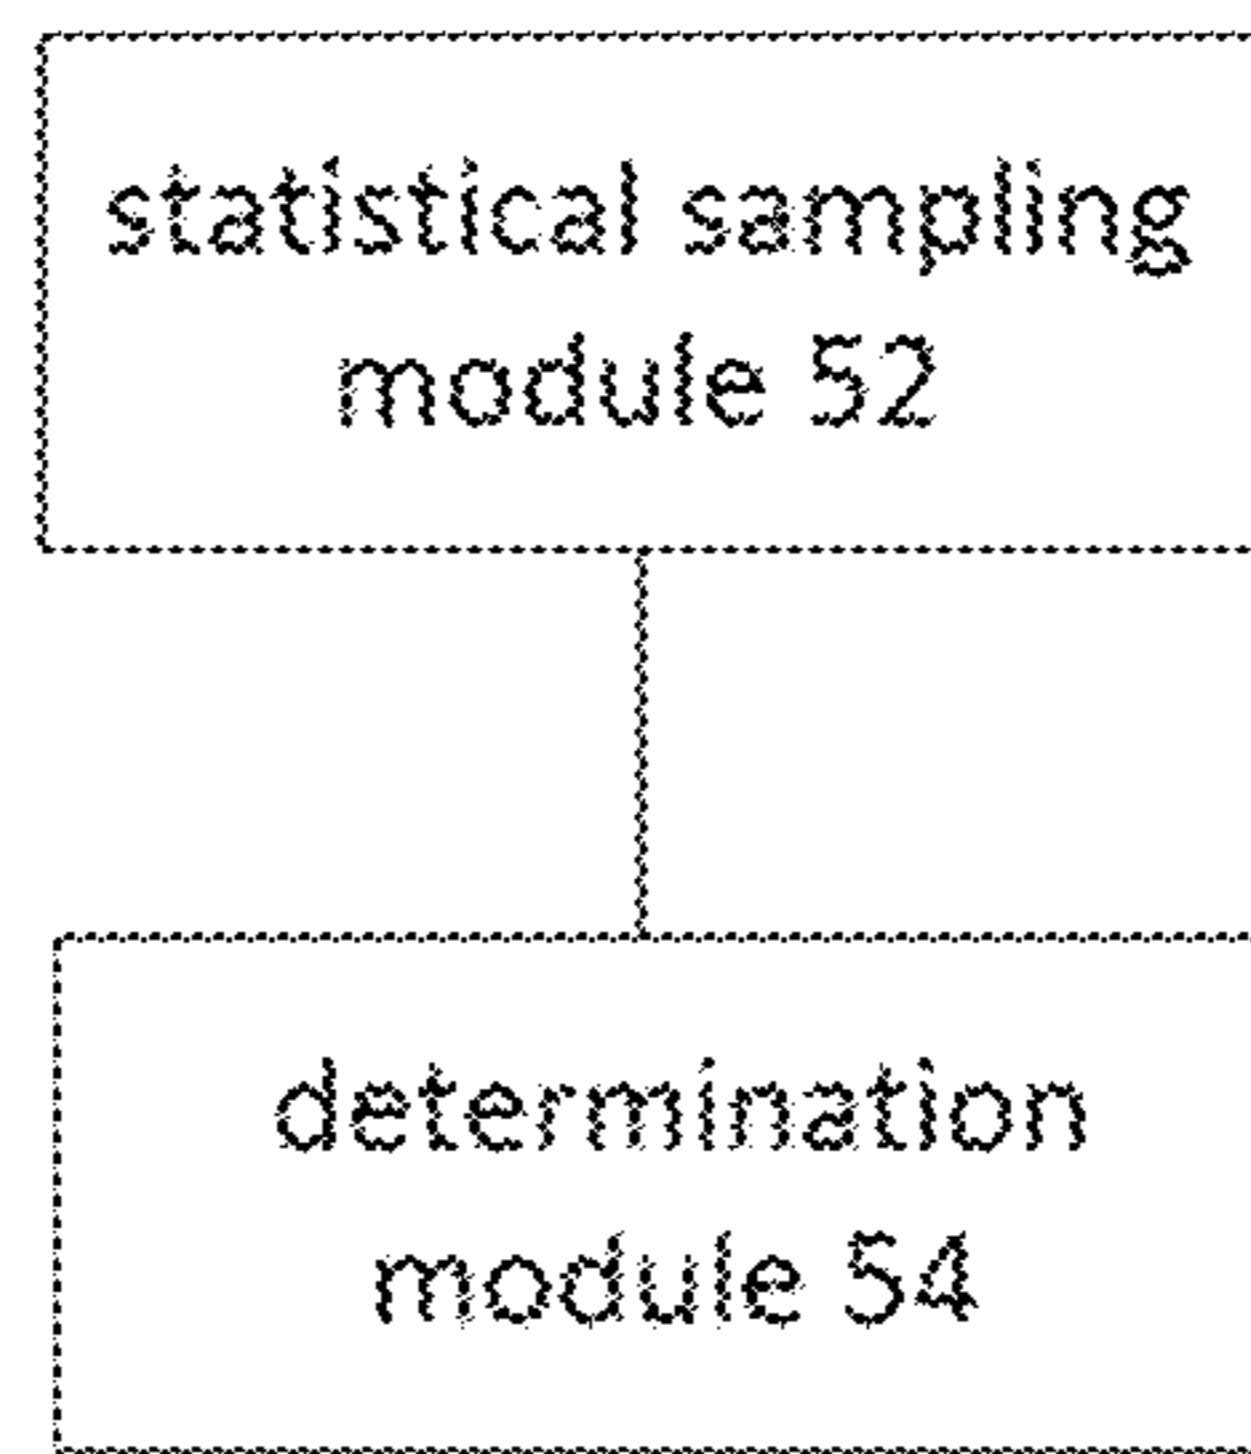 statistical sampling
module 52
determination
module 54